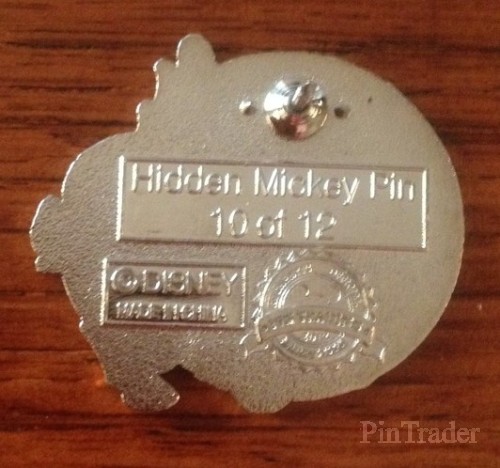 Hidden Mickey Pin
10 of 12
© DISNEY
MADE IN CHINA
PinTrader